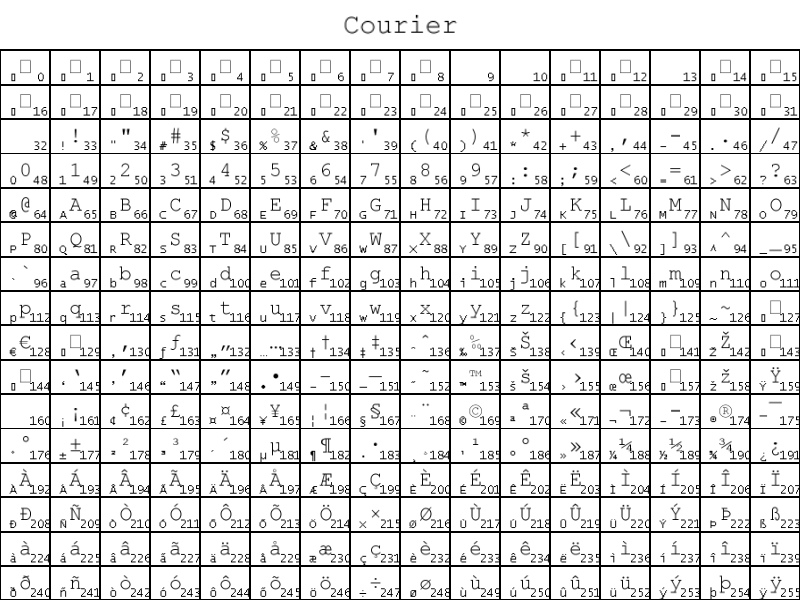 Courier
0 1 2 3 4 5 6 7 8 9 10 11 12 13 14 15
16 17 18 19 20 21 22 23 24 25 26 27 28 29 30 31
32 ! ! 33 " " 34 # # 35 $ $ 36 % % 37 & & 38 ' ' 39 ( ( 40 ) ) 41 * * 42 + + 43 , , 44 - - 45 . . 46 / / 47
0 0 48 1 1 49 2 2 50 3 3 51 4 4 52 5 5 53 6 6 54 7 7 55 8 8 56 9 9 57 : : 58 ; ; 59 < < 60 = = 61 > > 62 ? ? 63
@ @ 64 A A 65 B B 66 C C 67 D D 68 E E 69 F F 70 G G 71 H H 72 I I 73 J J 74 K K 75 L L 76 M M 77 N N 78 O O 79
P P 80 Q Q 81 R R 82 S S 83 T T 84 U U 85 V V 86 W W 87 X X 88 Y Y 89 Z Z 90 [ [ 91 \ \ 92 ] ] 93 ^ ^ 94 _ _ 95
` ` 96 a a 97 b b 98 c c 99 d d 100 e e 101 f f 102 g g 103 h h 104 i i 105 j j 106 k k 107 l l 108 m m 109 n n 110 o o 111
p p 112 q q 113 r r 114 s s 115 t t 116 u u 117 v v 118 w w 119 x x 120 y y 121 z z 122 { { 123 | | 124 } } 125 ~ ~ 126 127
€ € 128 129 ‚ ‚ 130 ƒ ƒ 131 „ „ 132 … … 133 † † 134 ‡ ‡ 135 ˆ ˆ 136 ‰ ‰ 137 Š Š 138 ‹ ‹ 139 Œ Œ 140 141 Ž Ž 142 143
144 ‘ ‘ 145 ’ ’ 146 “ “ 147 ” ” 148 • • 149 – – 150 — — 151 ˜ ˜ 152 ™ ™ 153 š š 154 › › 155 œ œ 156 157 ž ž 158 Ÿ Ÿ 159
160 ¡ ¡ 161 ¢ ¢ 162 £ £ 163 ¤ ¤ 164 ¥ ¥ 165 ¦ ¦ 166 § § 167 ¨ ¨ 168 © © 169 ª ª 170 « « 171 ¬ ¬ 172 - - 173 ® ® 174 ¯ ¯ 175
° ° 176 ± ± 177 ² ² 178 ³ ³ 179 ´ ´ 180 µ µ 181 ¶ ¶ 182 · · 183 ¸ ¸ 184 ¹ ¹ 185 º º 186 » » 187 ¼ ¼ 188 ½ ½ 189 ¾ ¾ 190 ¿ ¿ 191
À À 192 Á Á 193 Â Â 194 Ã Ã 195 Ä Ä 196 Å Å 197 Æ Æ 198 Ç Ç 199 È È 200 É É 201 Ê Ê 202 Ë Ë 203 Ì Ì 204 Í Í 205 Î Î 206 Ï Ï 207
Ð Ð 208 Ñ Ñ 209 Ò Ò 210 Ó Ó 211 Ô Ô 212 Õ Õ 213 Ö Ö 214 × × 215 Ø Ø 216 Ù Ù 217 Ú Ú 218 Û Û 219 Ü Ü 220 Ý Ý 221 Þ Þ 222 ß ß 223
à à 224 á á 225 â â 226 ã ã 227 ä ä 228 å å 229 æ æ 230 ç ç 231 è è 232 é é 233 ê ê 234 ë ë 235 ì ì 236 í í 237 î î 238 ï ï 239
ð ð 240 ñ ñ 241 ò ò 242 ó ó 243 ô ô 244 õ õ 245 ö ö 246 ÷ ÷ 247 ø ø 248 ù ù 249 ú ú 250 û û 251 ü ü 252 ý ý 253 þ þ 254 ÿ ÿ 255